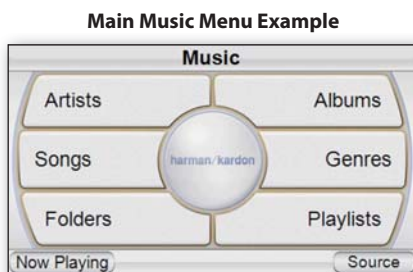 Main Music Menu Example
Music
Artists
Albums
Songs
harman/kardon
Genres
Folders
Playlists
Now Playing
Source